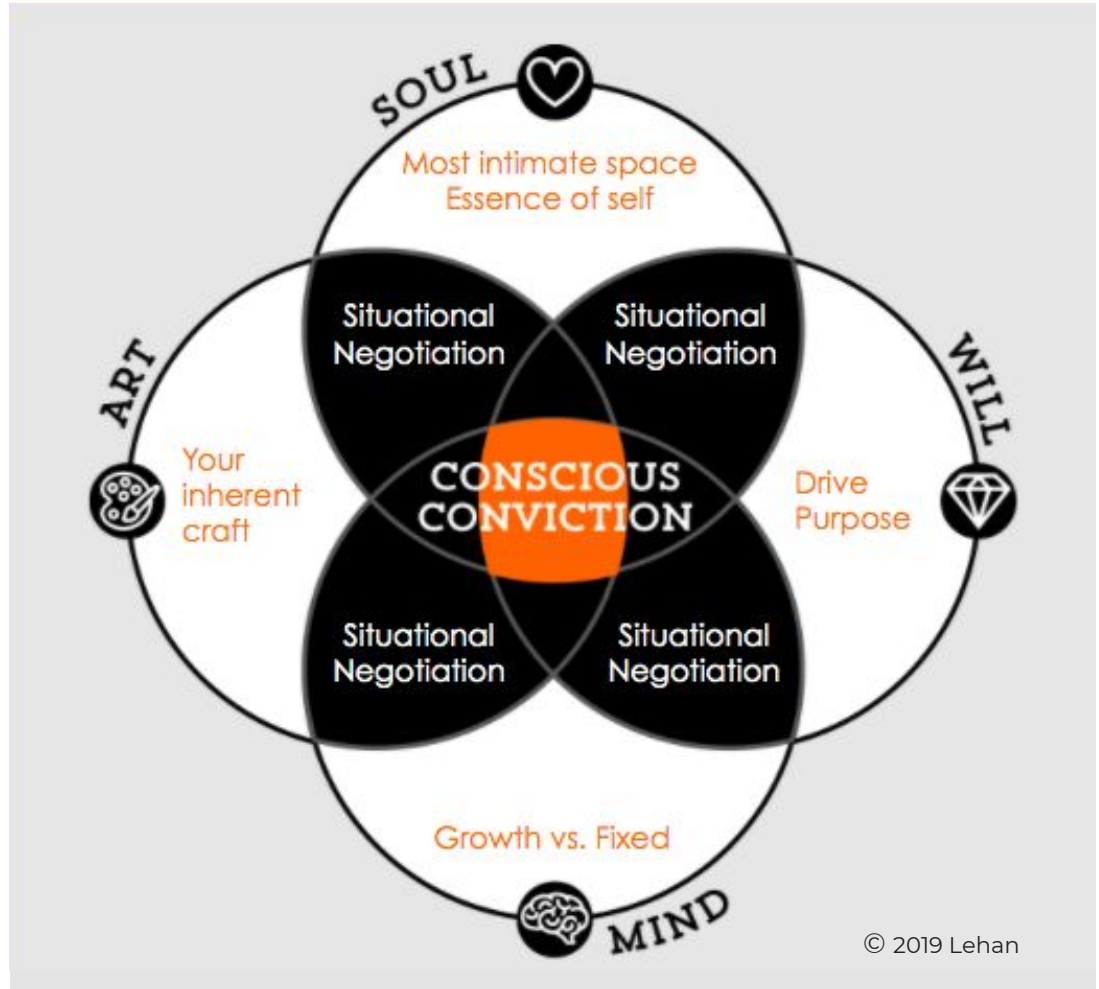 SOUL
Most intimate space
Essence of self
Situational
Negotiation
Situational
Negotiation
ART
WILL
Your
inherent
craft
CONSCIOUS
CONVICTION
Drive
Purpose
Situational
Negotiation
Situational
Negotiation
Growth vs. Fixed
MIND
© 2019 Lehan